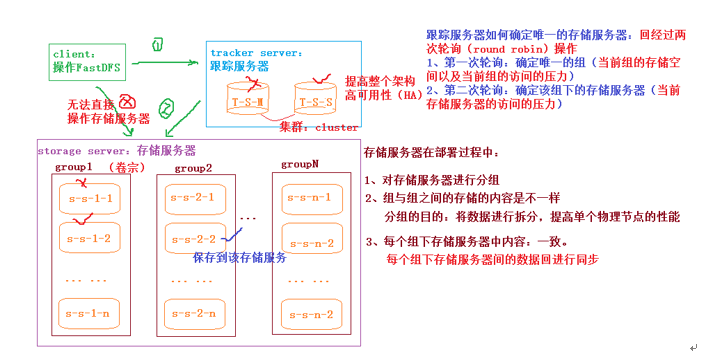 client：
操作FastDFS
①
tracker server：
跟踪服务器
T-S-M
T-S-S
提高整个架构
高可用性（HA）
集群：cluster
无法直接
操作存储服务器
②
跟踪服务器如何确定唯一的存储服务器：回经过两
次轮询（round robin）操作
1、第一次轮询：确定唯一的组（当前组的存储空
间以及当前组的访问的压力）
2、第二次轮询：确定该组下的存储服务器（当前
存储服务器的访问的压力）
storage server：存储服务器
group1
（卷宗）
group2
groupN
s-s-1-1
s-s-2-1
s-s-n-1
...
s-s-1-2
s-s-2-2
s-s-n-2
保存到该存储服务
... ...
... ...
... ...
s-s-1-n
s-s-2-n
s-s-n-2
存储服务器在部署过程中：
1、对存储服务器进行分组
2、组与组之间的存储的内容是不一样
分组的目的：将数据进行拆分，提高单个物理节点的性能
3、每个组下存储服务器中内容：一致。
每个组下存储服务器间的数据回进行同步